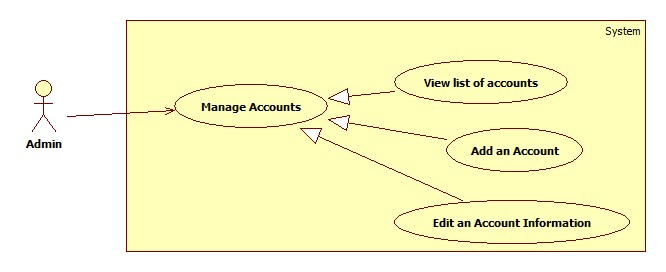 System
View list of accounts
Manage Accounts
Admin
Add an Account
Edit an Account Information